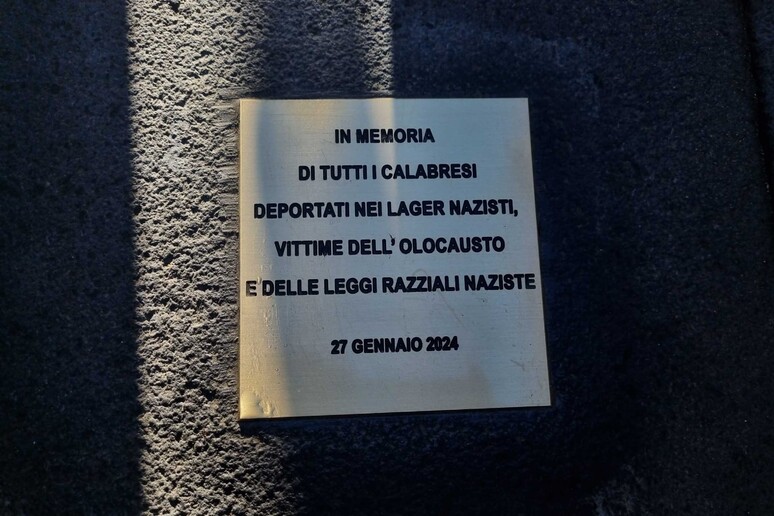 IN MEMORIA
DI TUTTI I CALABRESI
DEPORTATI NEI LAGER NAZISTI,
VITTIME DELL' OLOCAUSTO
E DELLE LEGGI RAZZIALI NAZISTE
27 GENNAIO 2024